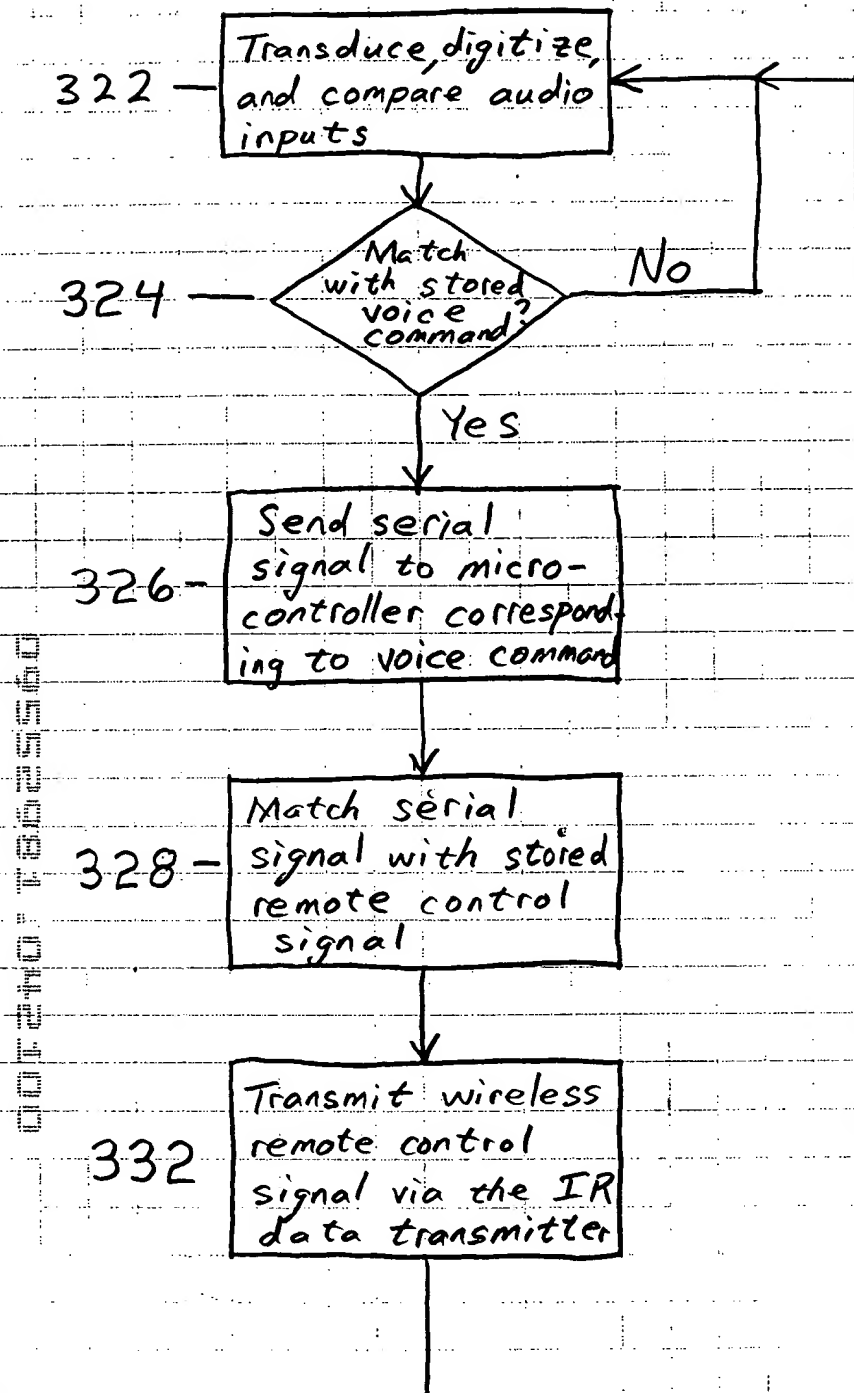 322
Transduce, digitize,
and compare audio
inputs
324
Match
with stored
voice
command?
No
Yes
326
Send serial
signal to micro-
controller correspond-
ing to voice command
328
Match serial
signal with stored
remote control
signal
332
Transmit wireless
remote control
signal via the IR
data transmitter